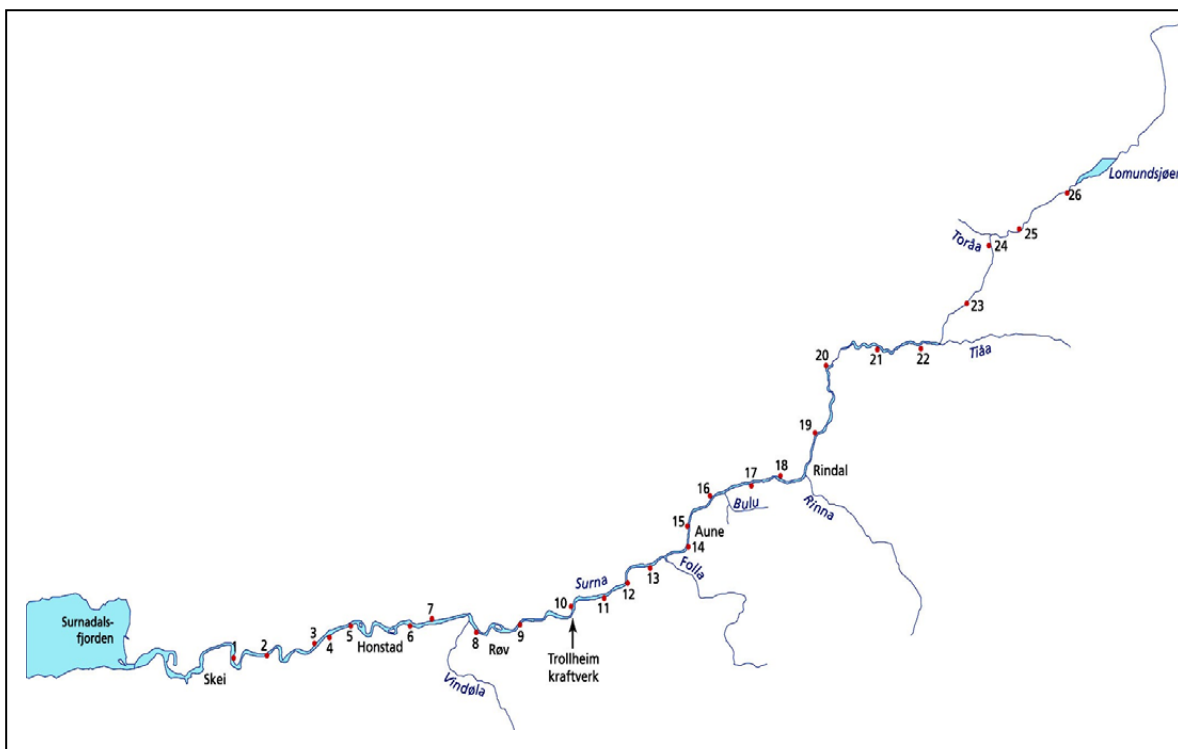 Lomundsjøen
26
Toråa
24
25
23
20
21
22
Tiåa
19
18
Rindal
17
16
Bulu
Rinna
15
Aune
14
Folla
13
Surna
12
10
11
7
Surnadals-
fjorden
3
5
6
1
2
4
Honstad
8
9
Røv
Skei
Vindøla
Trollheim
kraftverk